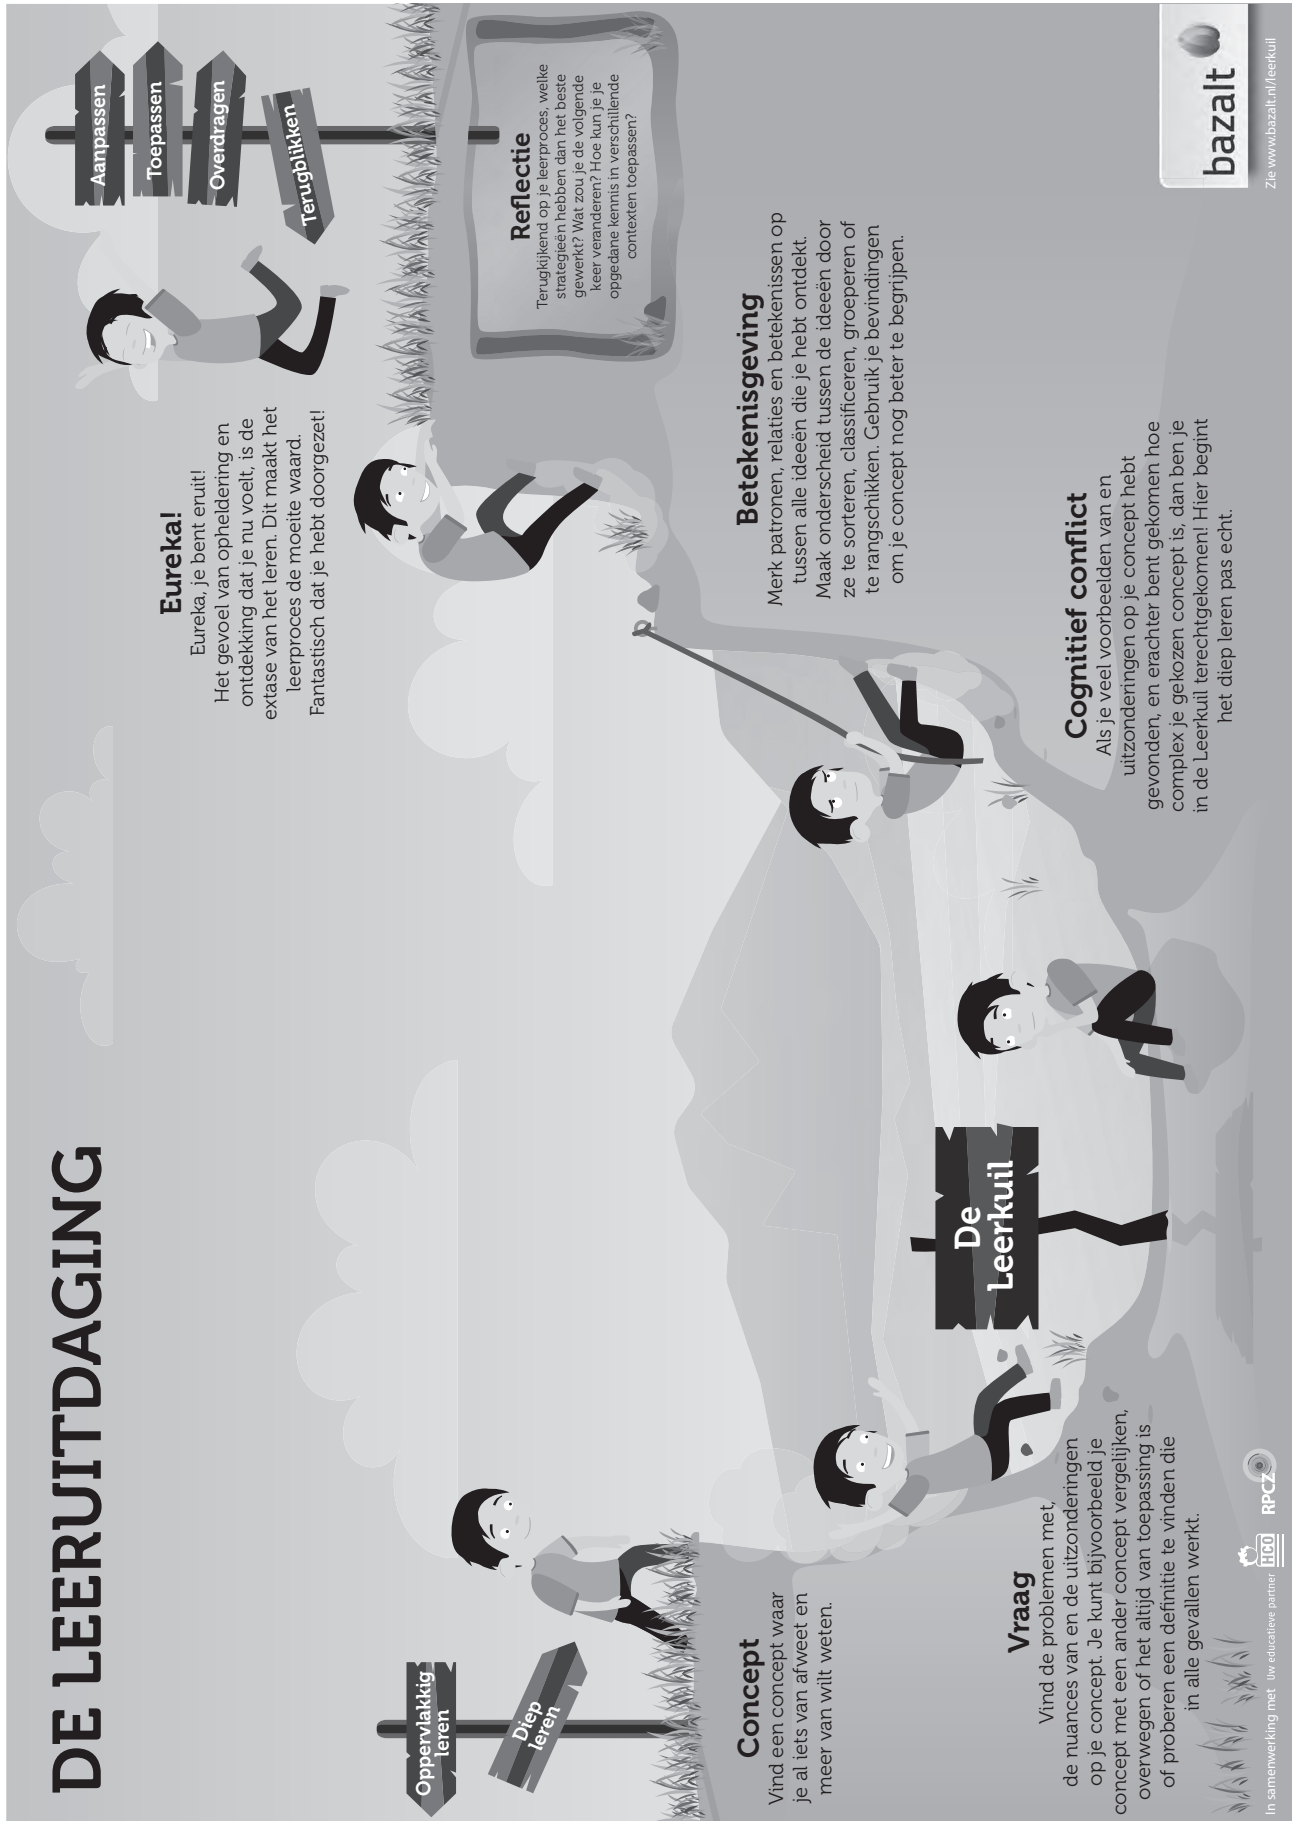 DE LEERUITDAGING
Oppervlakkig
leren
Diep
leren
Concept
Vind een concept waar
je al iets van afweet en
meer van wilt weten.
Vraag
Vind de problemen met,
de nuances van en de uitzonderingen
op je concept. Je kunt bijvoorbeeld je
concept met een ander concept vergelijken,
overwegen of het altijd van toepassing is
of proberen een definitie te vinden die
in alle gevallen werkt.
De
Leerkuil
Cognitief conflict
Als je veel voorbeelden van en
uitzonderingen op je concept hebt
gevonden, en erachter bent gekomen hoe
complex je gekozen concept is, dan ben je
in de Leerkuil terechtgekomen! Hier begint
het diep leren pas echt.
Betekenisgeving
Merk patronen, relaties en betekenissen op
tussen alle ideeën die je hebt ontdekt.
Maak onderscheid tussen de ideeën door
ze te sorteren, classificeren, groeperen of
te rangschikken. Gebruik je bevindingen
om je concept nog beter te begrijpen.
Eureka!
Eureka, je bent eruit!
Het gevoel van opheldering en
ontdekking dat je nu voelt, is de
extase van het leren. Dit maakt het
leerproces de moeite waard.
Fantastisch dat je hebt doorgezet!
Aanpassen
Toepassen
Overdragen
Terugblikken
Reflectie
Terugkijkend op je leerproces, welke
strategieën hebben dan het beste
gewerkt? Wat zou je de volgende
keer veranderen? Hoe kun je je
opgedane kennis in verschillende
contexten toepassen?
In samenwerking met Uw educatieve partner HCO RPCZ
bazalt
Zie www.bazalt.nl/leerkuil